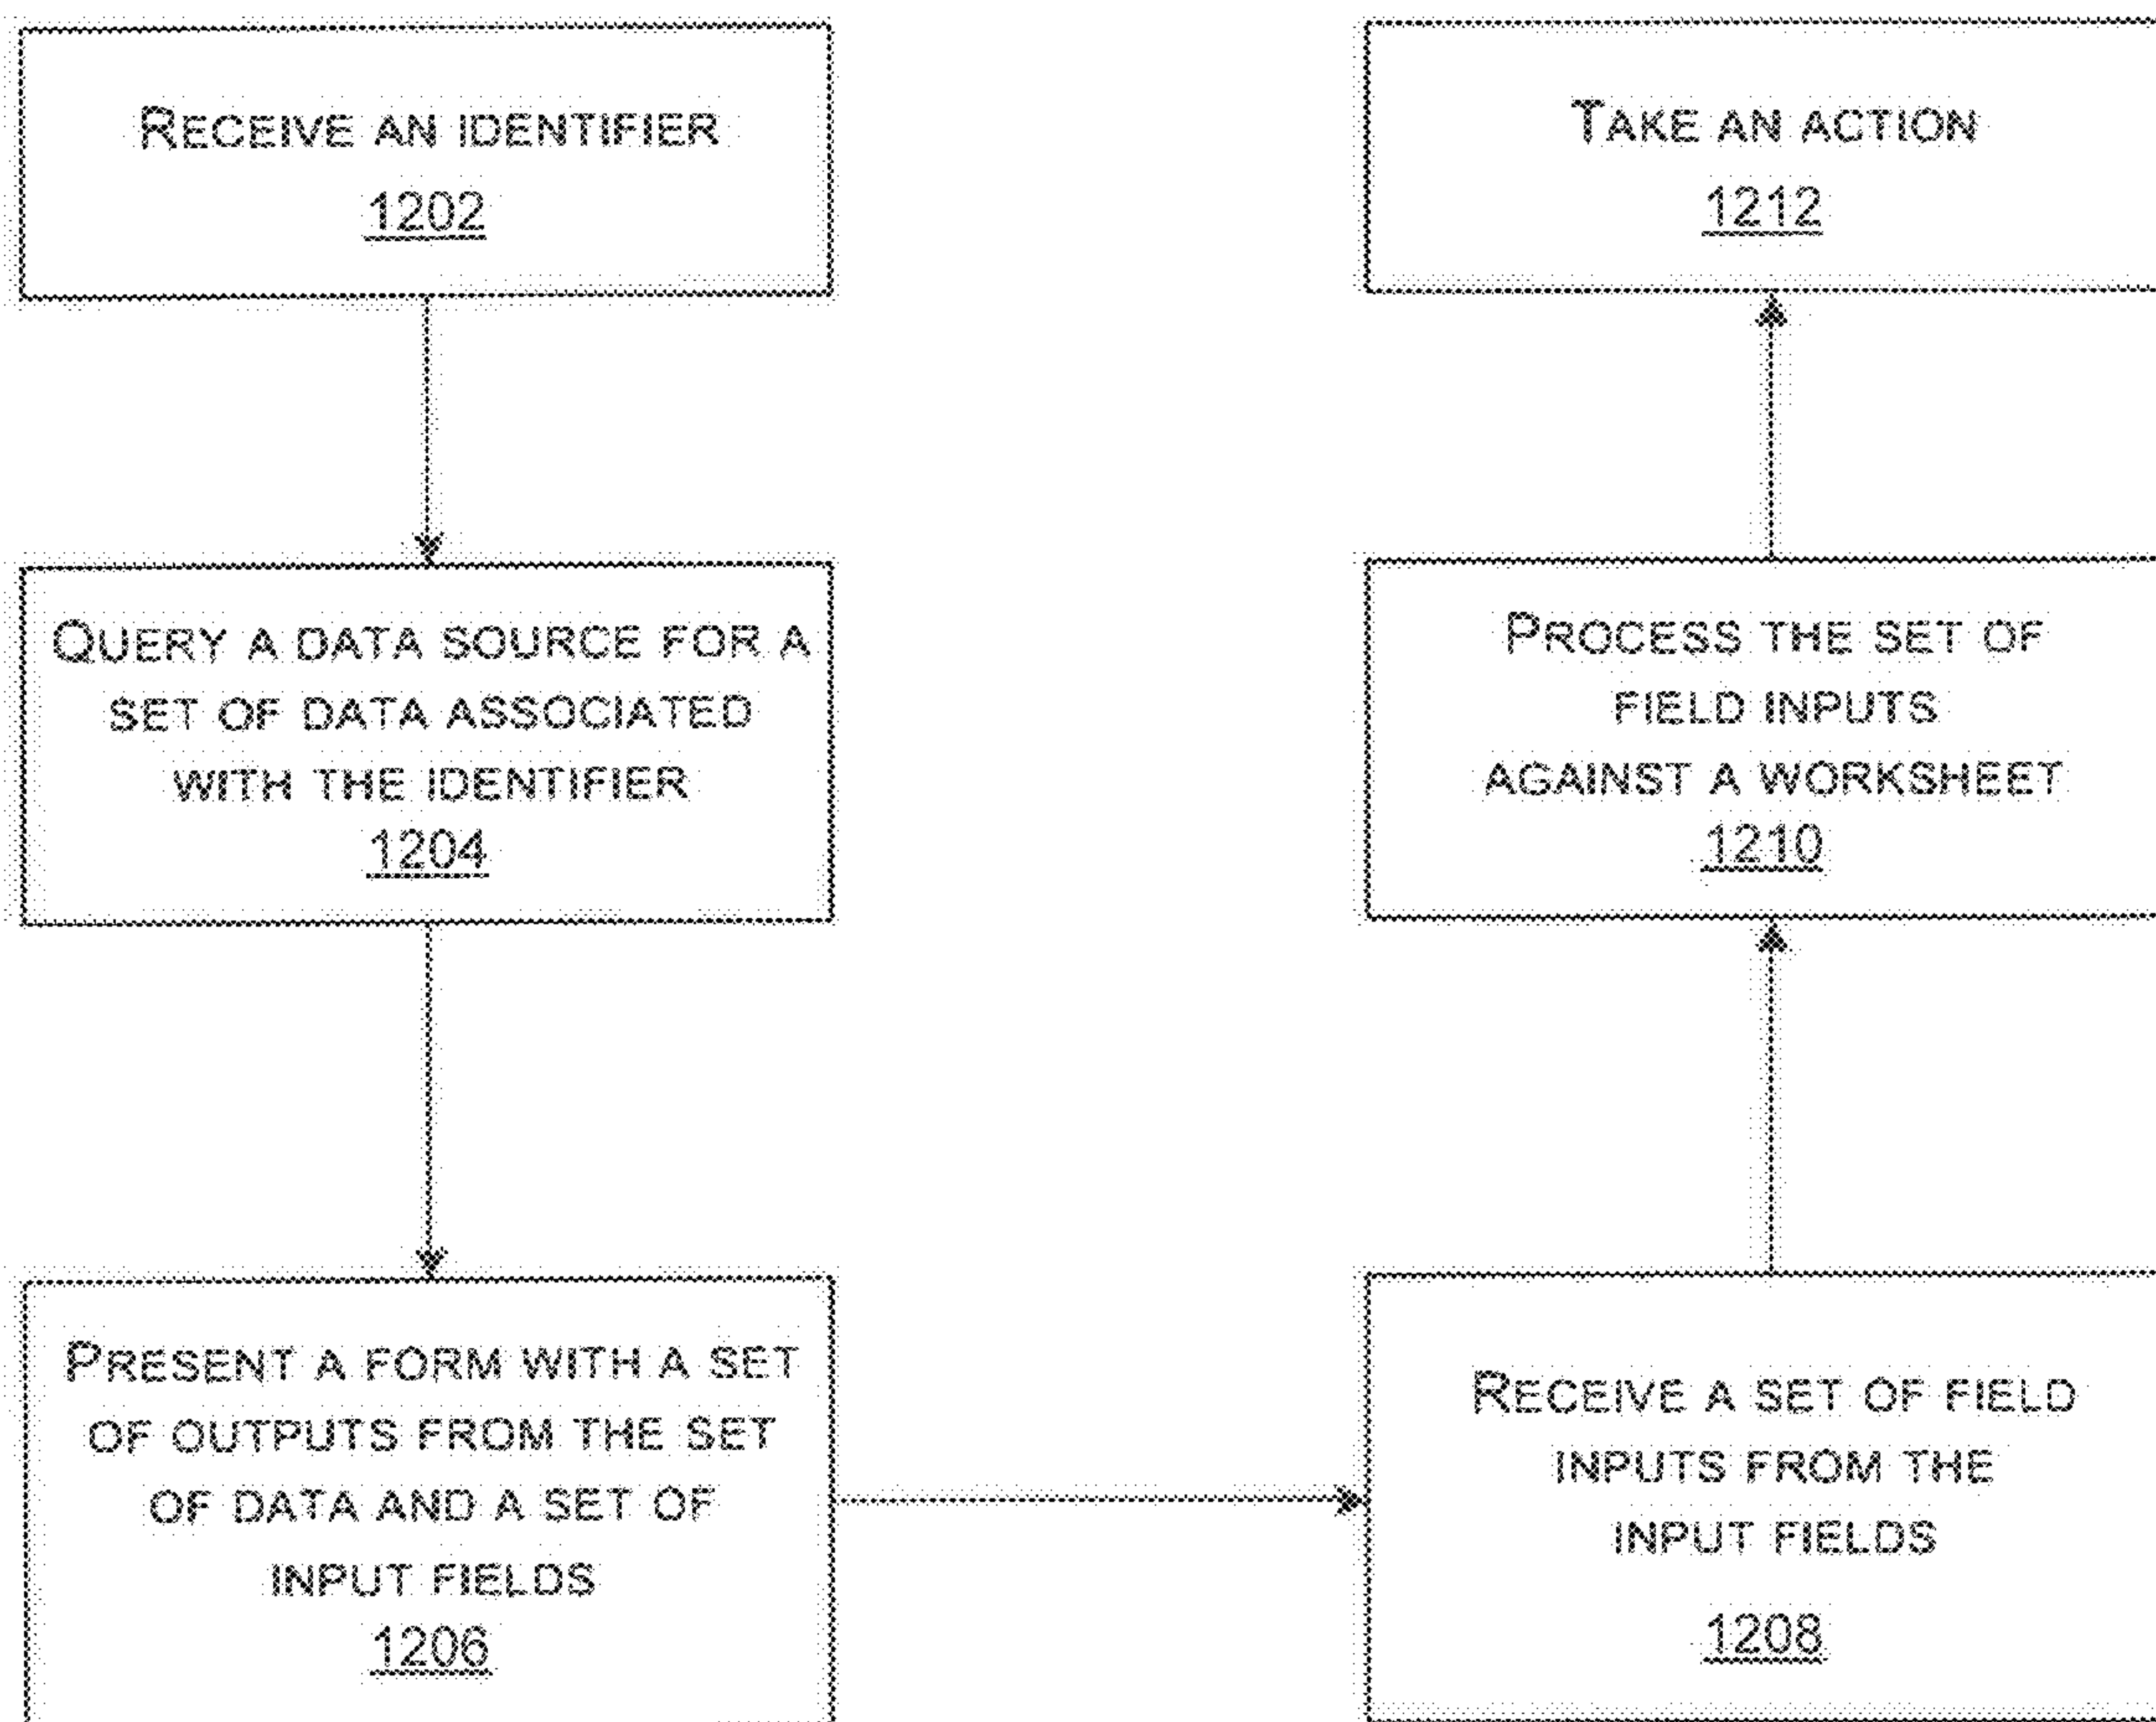 RECEIVE AN IDENTIFIER
1202
QUERY A DATA SOURCE FOR A
SET OF DATA ASSOCIATED
WITH THE IDENTIFIER
1204
PRESENT A FORM WITH A SET
OF OUTPUTS FROM THE SET
OF DATA AND A SET OF
INPUT FIELDS
1206
RECEIVE A SET OF FIELD
INPUTS FROM THE
INPUT FIELDS
1208
PROCESS THE SET OF
FIELD INPUTS
AGAINST A WORKSHEET
1210
TAKE AN ACTION
1212